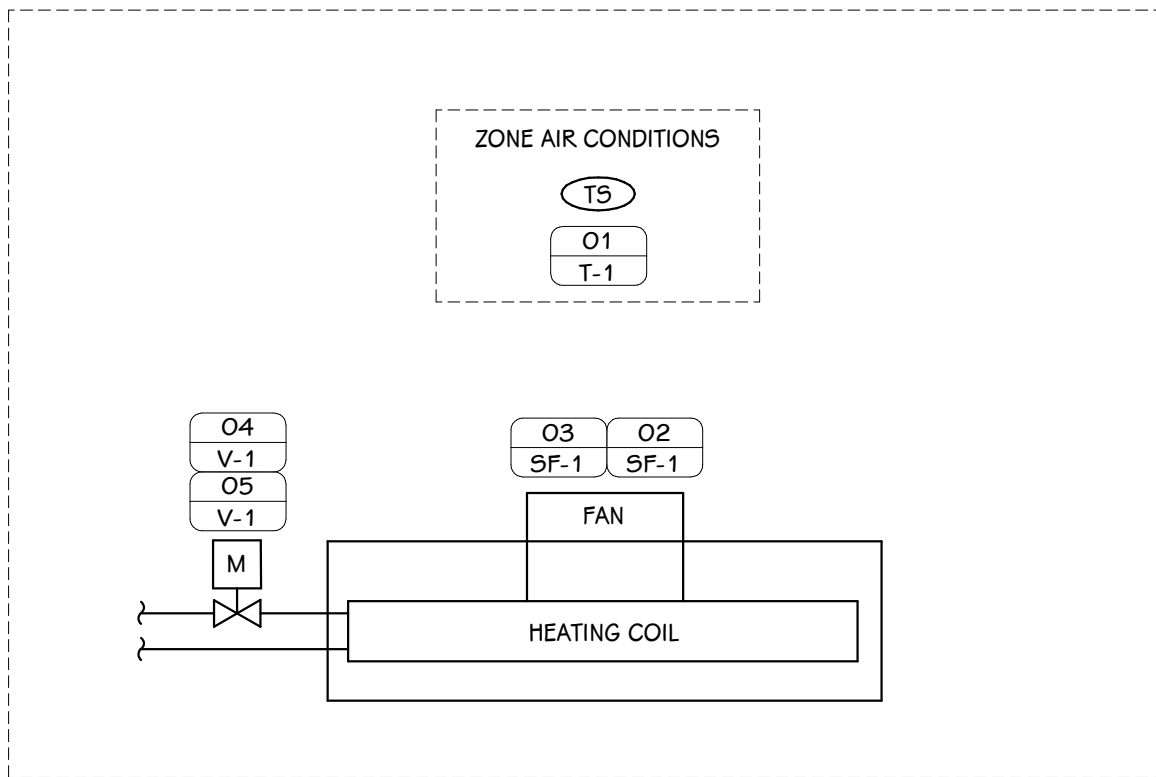 ZONE AIR CONDITIONS
TS
01
T-1
04
V-1
05
V-1
03
SF-1
02
SF-1
FAN
M
HEATING COIL